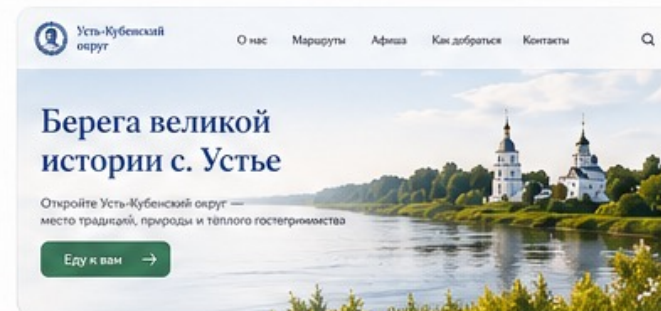 Усть-Кубенский
округ
О нас
Маршруты
Афиша
Как добраться
Контакты
Берега великой
истории с. Устье
Откройте Усть-Кубенский округ —
место традиций, природы и тёплого гостеприимства
Еду к вам →